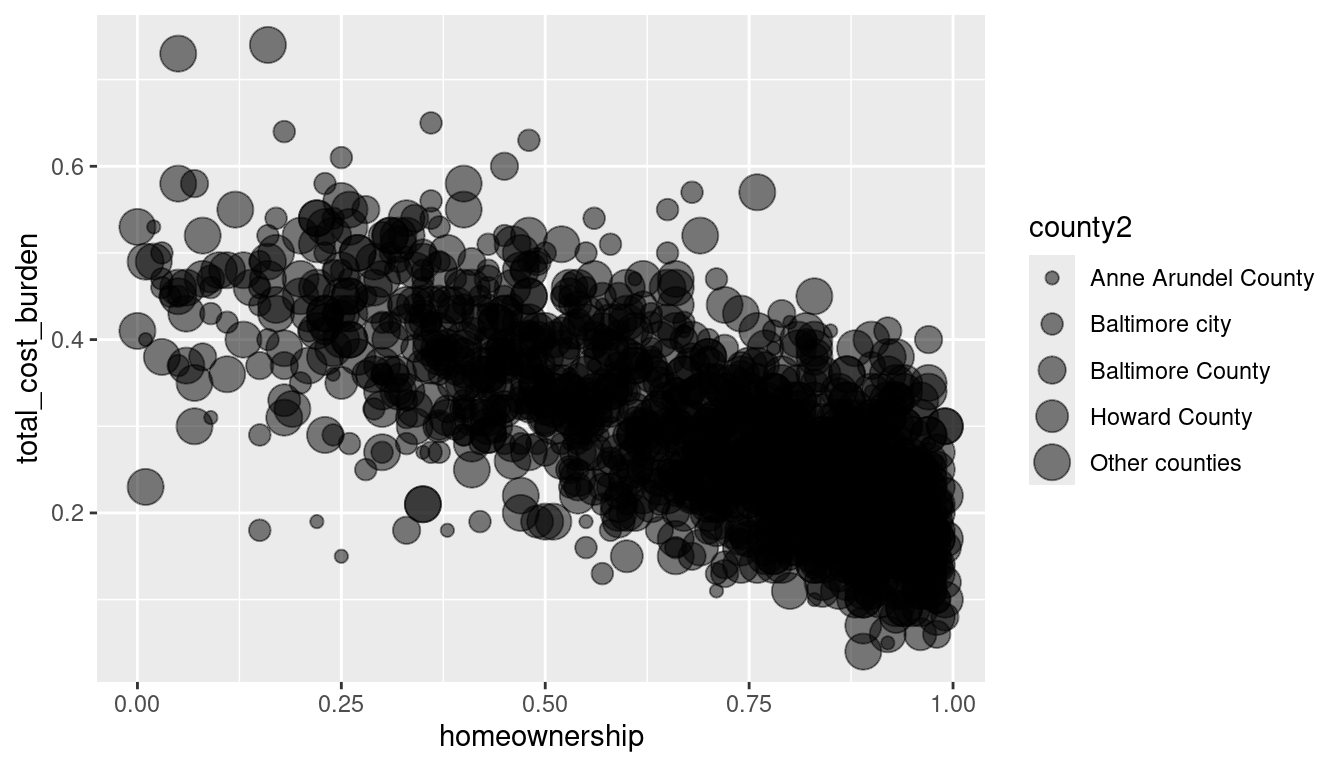 0.6
0.4
0.2
total_cost_burden
0.00 0.25 0.50 0.75 1.00
homeownership
county2
Anne Arundel County
Baltimore city
Baltimore County
Howard County
Other counties